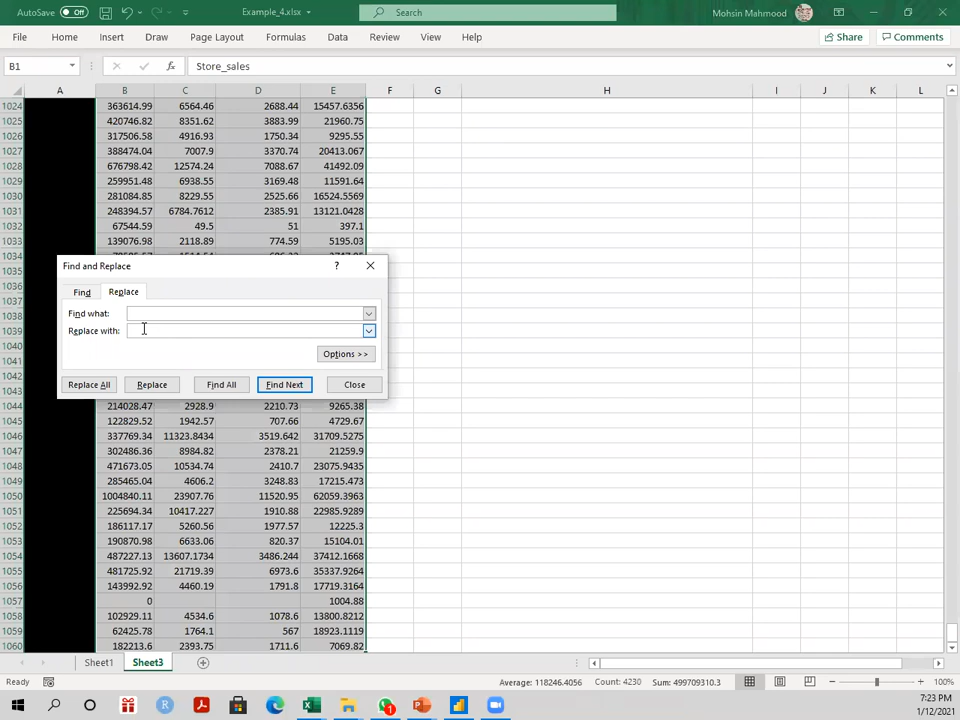 AutoSave Off Example_4.xlsx Search Mohsin Mahmood
File Home Insert Draw Page Layout Formulas Data Review View Help Share Comments
B1 fx Store_sales
A B C D E F G H I J K L
1024 363614.99 6564.46 2688.44 15457.6356
1025 420746.82 8351.62 3883.99 21960.75
1026 317506.58 4916.93 1750.34 9295.55
1027 388474.04 7007.9 3370.74 20413.067
1028 676798.42 12574.24 7088.67 41492.09
1029 259951.48 6938.55 3169.48 11591.64
1030 281084.85 8229.55 2525.66 16524.5569
1031 248394.57 6784.7612 2385.91 13121.0428
1032 67544.59 49.5 51 397.1
1033 139076.98 2118.89 774.59 5195.03
1034
1035
1036
1037
1038
1039
1040
1041
1042
1043
Find and Replace ?
Find Replace
Find what:
Replace with:
Options >>
Replace All Replace Find All Find Next Close
1044 214028.47 2928.9 2210.73 9265.38
1045 122829.52 1942.57 707.66 4729.67
1046 337769.34 11323.8434 3519.642 31709.5275
1047 302486.36 8984.82 2378.21 21259.9
1048 471673.05 10534.74 2410.7 23075.9435
1049 285465.04 4606.2 3248.83 17215.473
1050 1004840.11 23907.76 11520.95 62059.3963
1051 225694.34 10417.227 1910.88 22985.9289
1052 186117.17 5260.56 1977.57 12225.3
1053 190870.98 6633.06 820.37 15104.01
1054 487227.13 13607.1734 3486.244 37412.1668
1055 481725.92 21719.39 6973.6 35337.9264
1056 143992.92 4460.19 1791.8 17719.3164
1057 0 1004.88
1058 102929.11 4534.6 1078.6 13800.8212
1059 62425.78 1764.1 567 18923.1119
1060 182213.6 2393.75 1711.6 7069.82
Sheet1 Sheet3
Ready Average: 118246.4056 Count: 4230 Sum: 499709310.3 100%
7:23 PM
1/12/2021